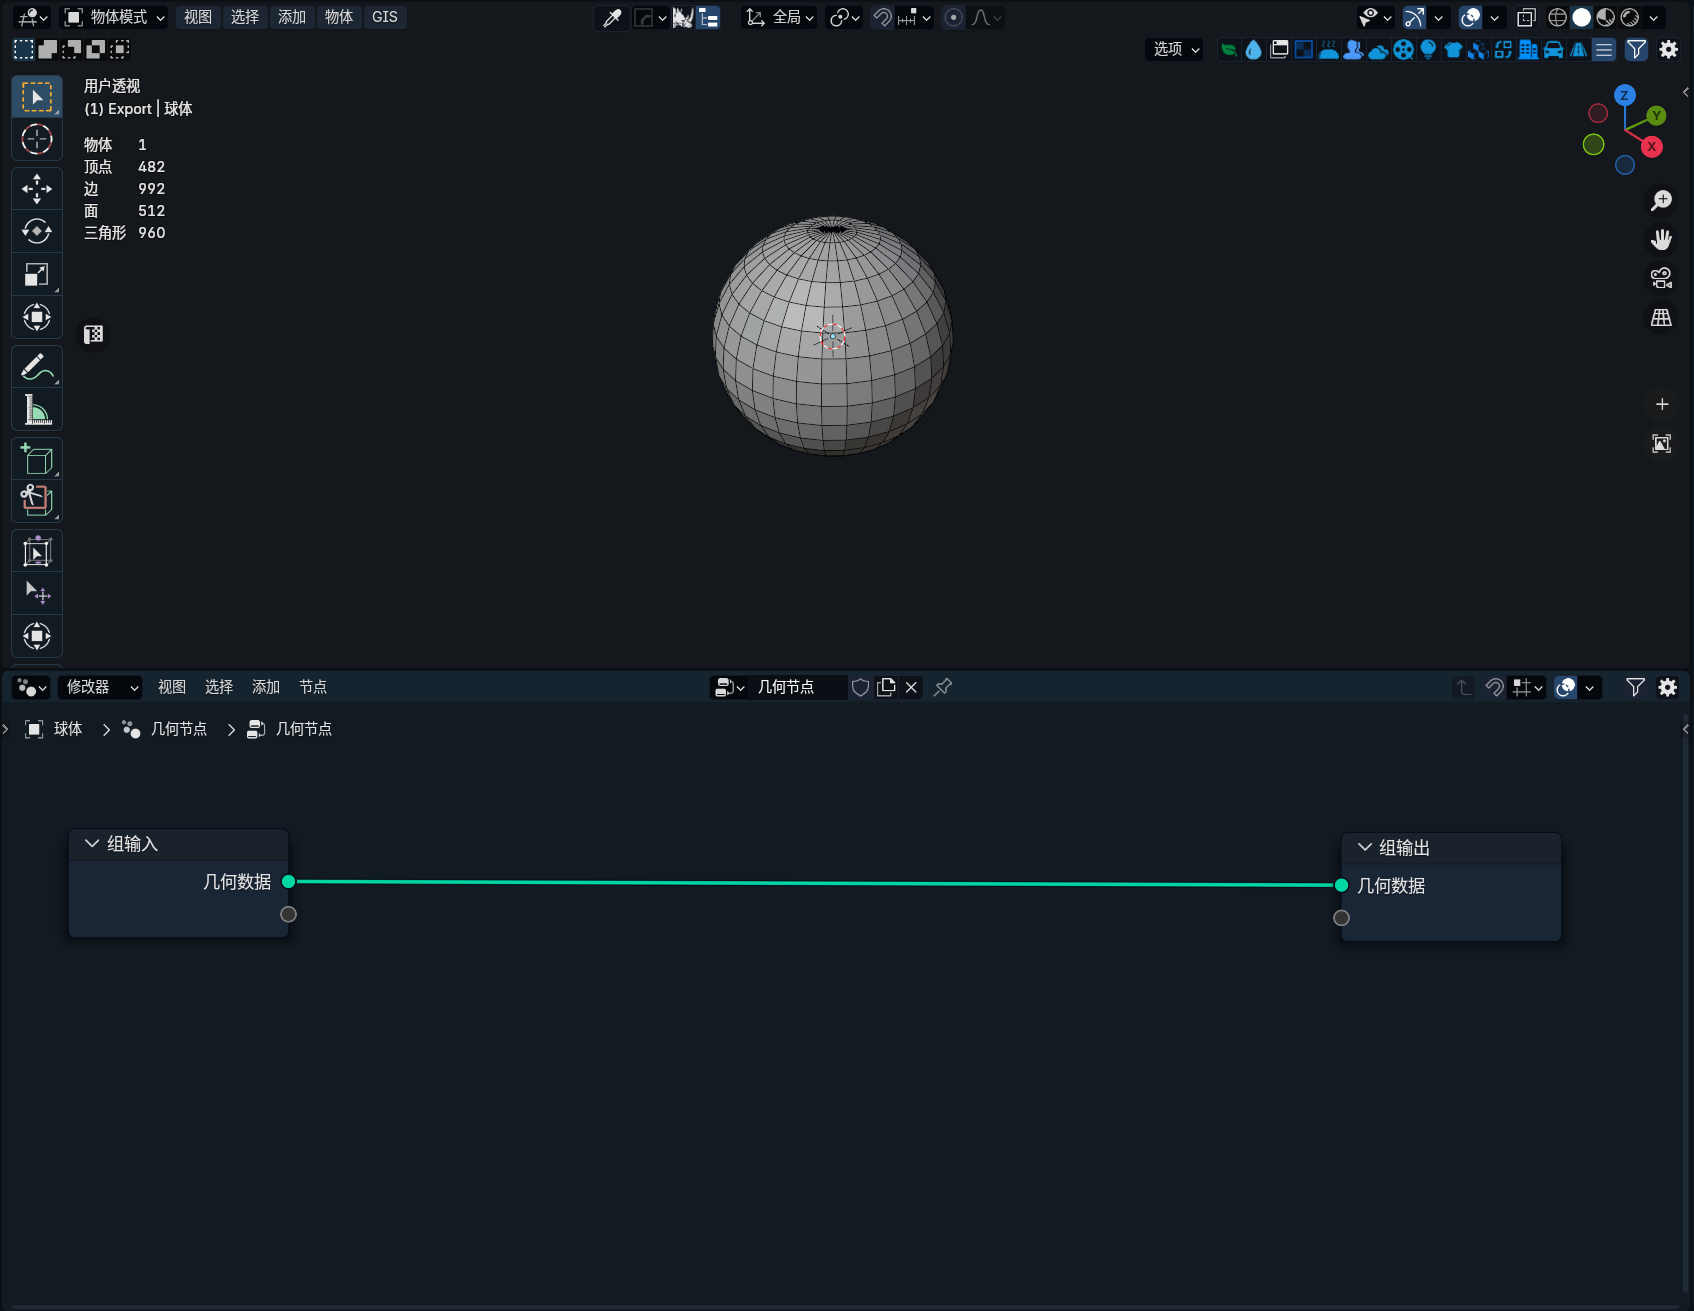 物体模式 视图 选择 添加 物体 GIS 全局
选项
用户透视
(1) Export | 球体
物体 1
顶点 482
边 992
面 512
三角形 960
Z
Y
X
修改器 视图 选择 添加 节点 几何节点
球体 几何节点 几何节点
组输入
几何数据
组输出
几何数据